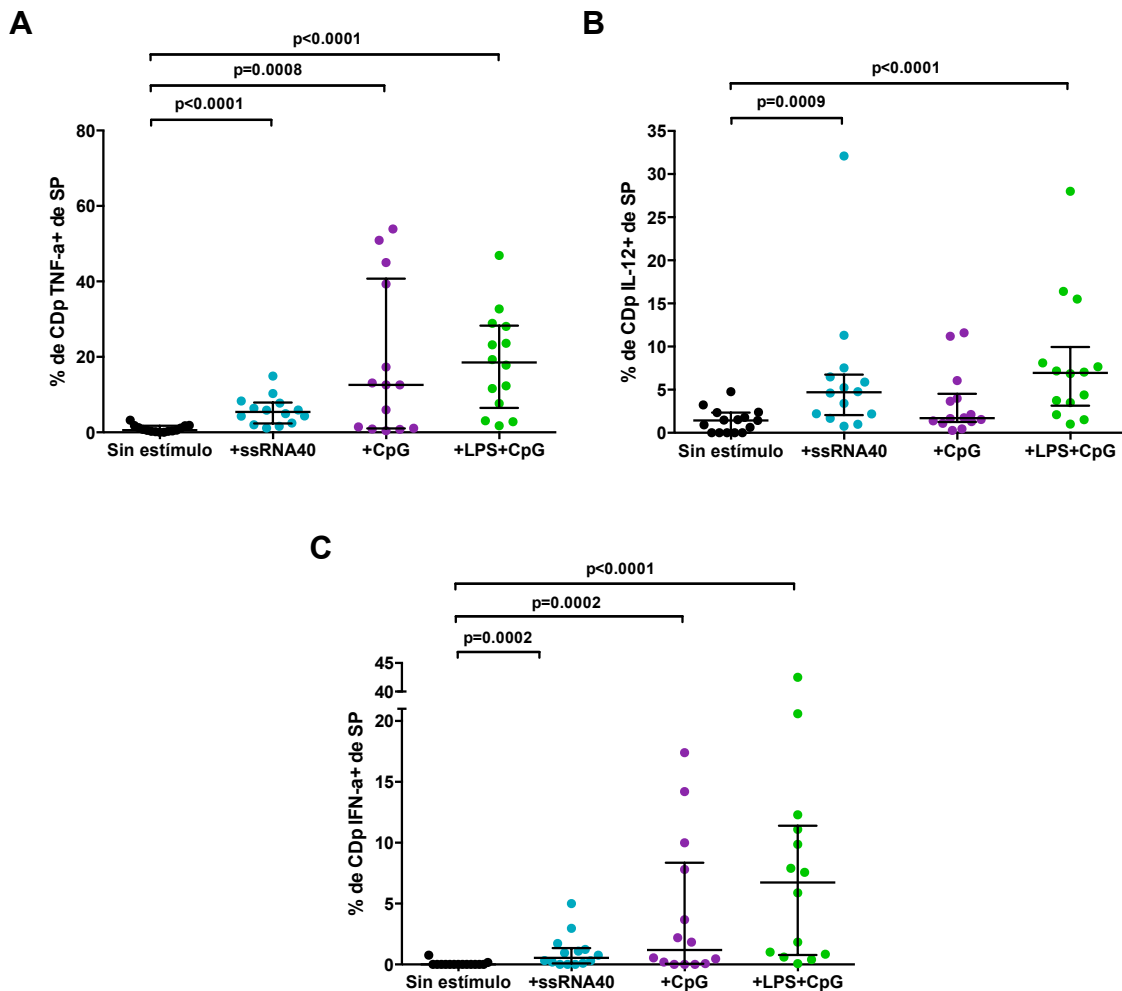 A
p<0.0001
p=0.0008
p<0.0001
% de CDp TNF-a+ de SP
80
60
40
20
0
Sin estímulo
+ssRNA40
+CpG
+LPS+CpG
B
p<0.0001
p=0.0009
% de CDp IL-12+ de SP
35
30
25
20
15
10
5
0
Sin estímulo
+ssRNA40
+CpG
+LPS+CpG
C
p<0.0001
p=0.0002
p=0.0002
% de CDp IFN-a+ de SP
45
40
20
15
10
5
0
Sin estímulo
+ssRNA40
+CpG
+LPS+CpG